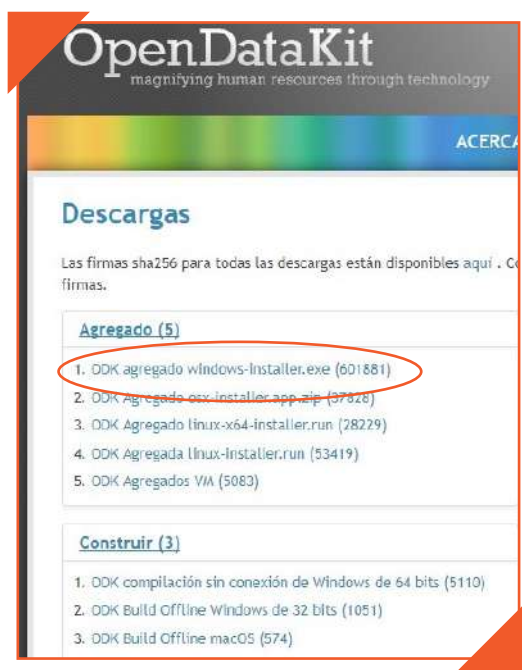 OpenDataKit
magnifying human resources through technology
ACERCA
Descargas
Las firmas sha256 para todas las descargas están disponibles aquí . Co
firmas.
Agregado (5)
1. ODK agregado windows-installer.exe (601881)
2. ODK Agregado osx-installer.app.zip (37828)
3. ODK Agregado linux-x64-installer.run (28229)
4. ODK Agregada linux-installer.run (53419)
5. ODK Agregados VM (5083)
Construir (3)
1. ODK compilación sin conexión de Windows de 64 bits (5110)
2. ODK Build Offline Windows de 32 bits (1051)
3. ODK Build Offline macOS (574)